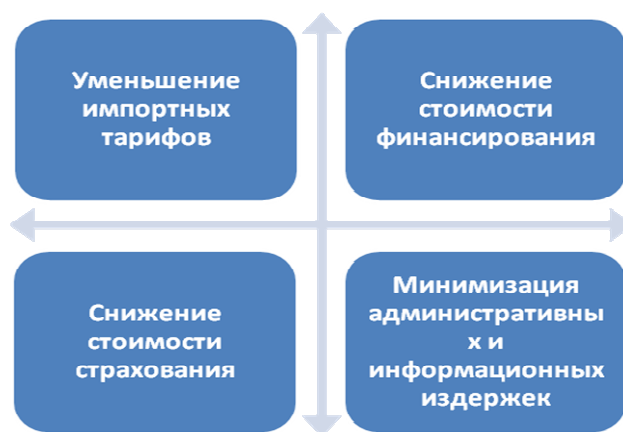 Уменьшение
импортных
тарифов
Снижение
стоимости
финансирования
Снижение
стоимости
страхования
Минимизация
административны
х и
информационных
издержек